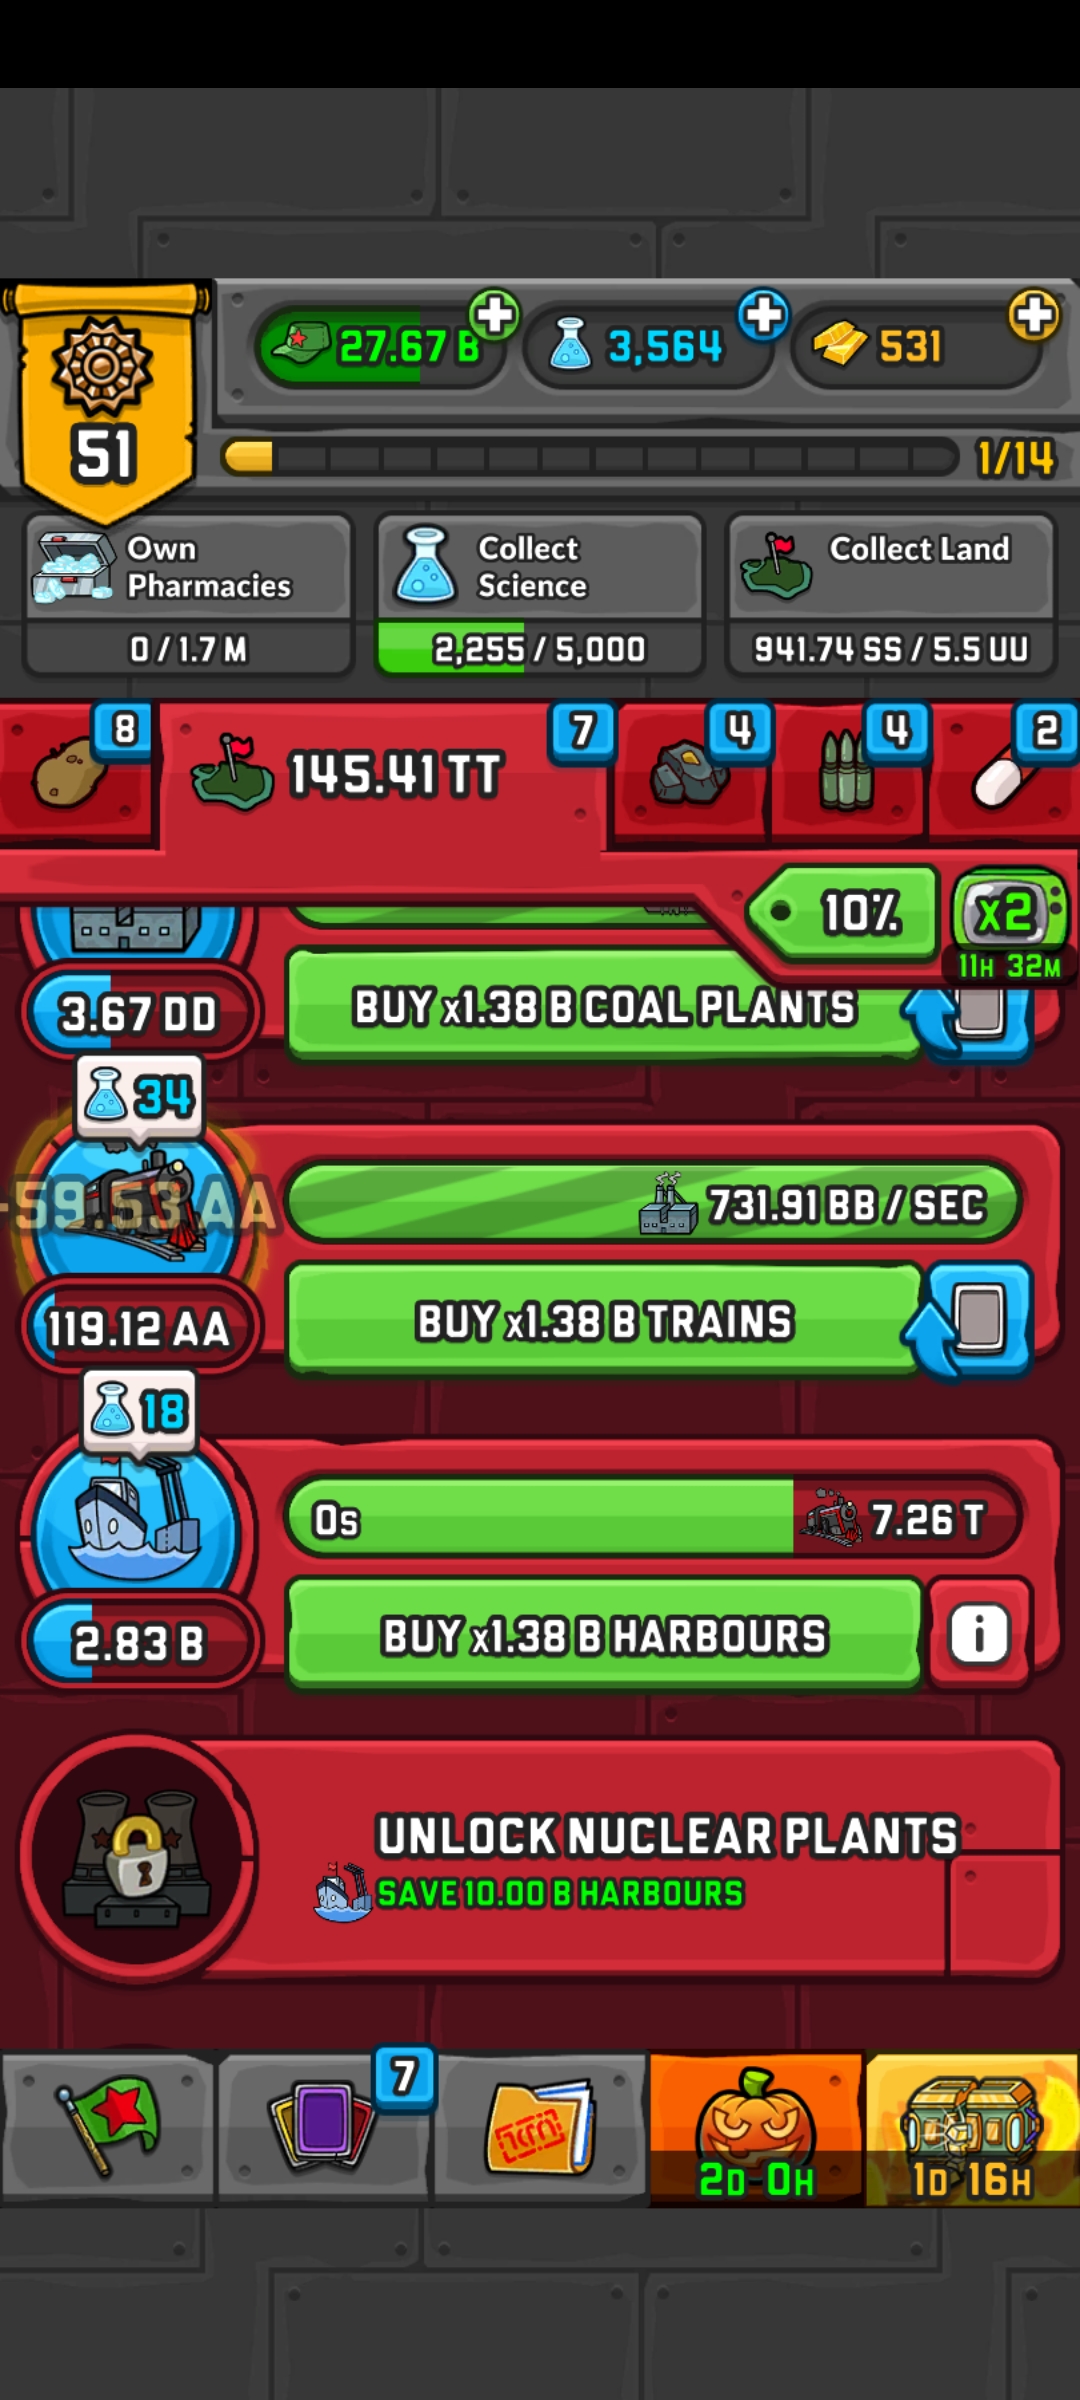 27.67 B
3,564
531
51
1/14
Own
Pharmacies
Collect
Science
Collect Land
0 / 1.7 M
2,255 / 5,000
941.74 SS / 5.5 UU
8
145.41 TT
7
4
4
2
10%
x2
11H 32M
3.67 DD
BUY x1.38 B COAL PLANTS
34
-59.53 AA
731.91 BB / SEC
119.12 AA
BUY x1.38 B TRAINS
18
0s
7.26 T
2.83 B
BUY x1.38 B HARBOURS
i
UNLOCK NUCLEAR PLANTS
SAVE 10.00 B HARBOURS
7
2D 0H
1D 16H